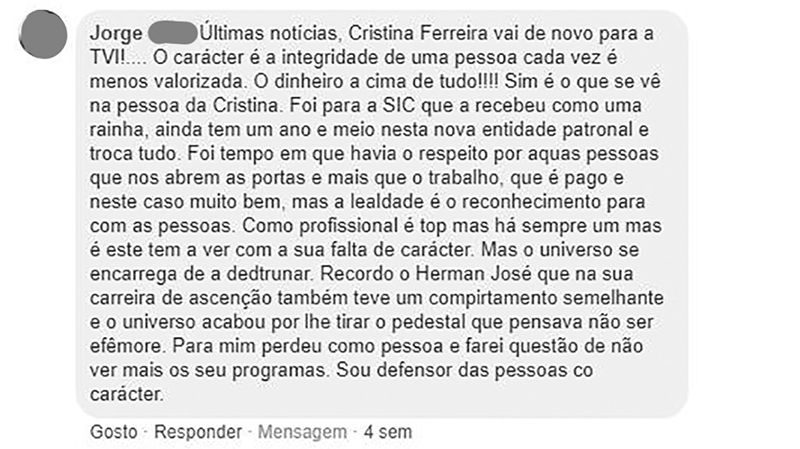 Jorge Últimas notícias, Cristina Ferreira vai de novo para a
TVI!.... O carácter é a integridade de uma pessoa cada vez é
menos valorizada. O dinheiro a cima de tudo!!!! Sim é o que se vê
na pessoa da Cristina. Foi para a SIC que a recebeu como uma
rainha, ainda tem um ano e meio nesta nova entidade patronal e
troca tudo. Foi tempo em que havia o respeito por aquas pessoas
que nos abrem as portas e mais que o trabalho, que é pago e
neste caso muito bem, mas a lealdade é o reconhecimento para
com as pessoas. Como profissional é top mas há sempre um mas
é este tem a ver com a sua falta de carácter. Mas o universo se
encarrega de a dedtrunar. Recordo o Herman José que na sua
carreira de ascenção também teve um compirtamento semelhante
e o universo acabou por lhe tirar o pedestal que pensava não ser
efêmore. Para mim perdeu como pessoa e farei questão de não
ver mais os seu programas. Sou defensor das pessoas co
carácter.
Gosto · Responder · Mensagem · 4 sem